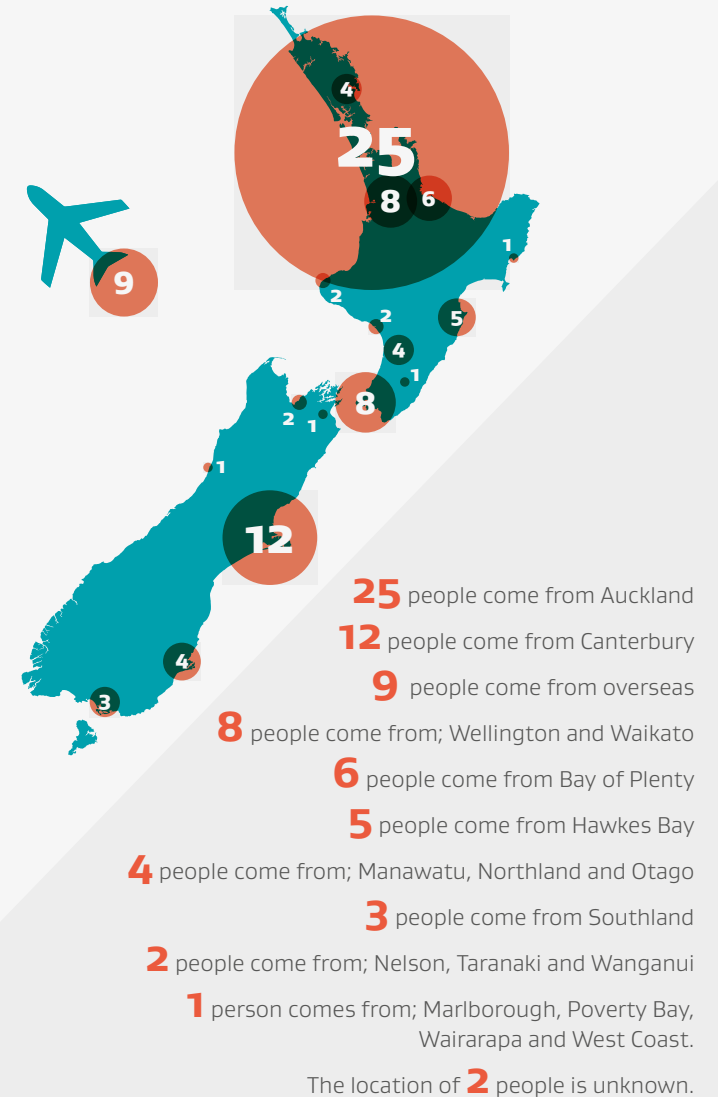 4
25
8 6
1
9
2
2
5
4
1
8
2
1
1
12
4
3
25 people come from Auckland
12 people come from Canterbury
9 people come from overseas
8 people come from; Wellington and Waikato
6 people come from Bay of Plenty
5 people come from Hawkes Bay
4 people come from; Manawatu, Northland and Otago
3 people come from Southland
2 people come from; Nelson, Taranaki and Wanganui
1 person comes from; Marlborough, Poverty Bay,
Wairarapa and West Coast.
The location of 2 people is unknown.